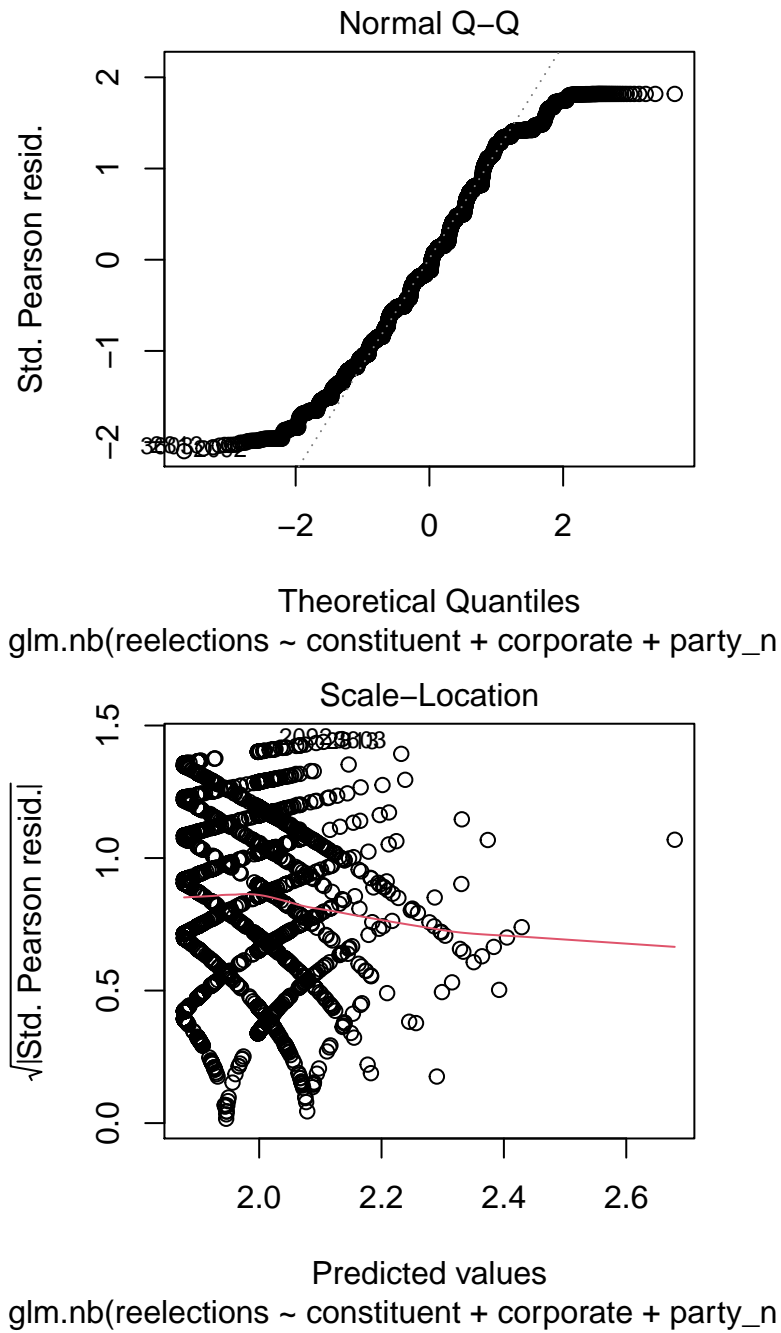 Normal Q−Q
Std. Pearson resid.
2
1
0
−1
−2
−2 0 2
Theoretical Quantiles
glm.nb(reelections ~ constituent + corporate + party_n
Scale−Location
√|Std. Pearson resid.|
1.5
1.0
0.5
0.0
2.0 2.2 2.4 2.6
Predicted values
glm.nb(reelections ~ constituent + corporate + party_n